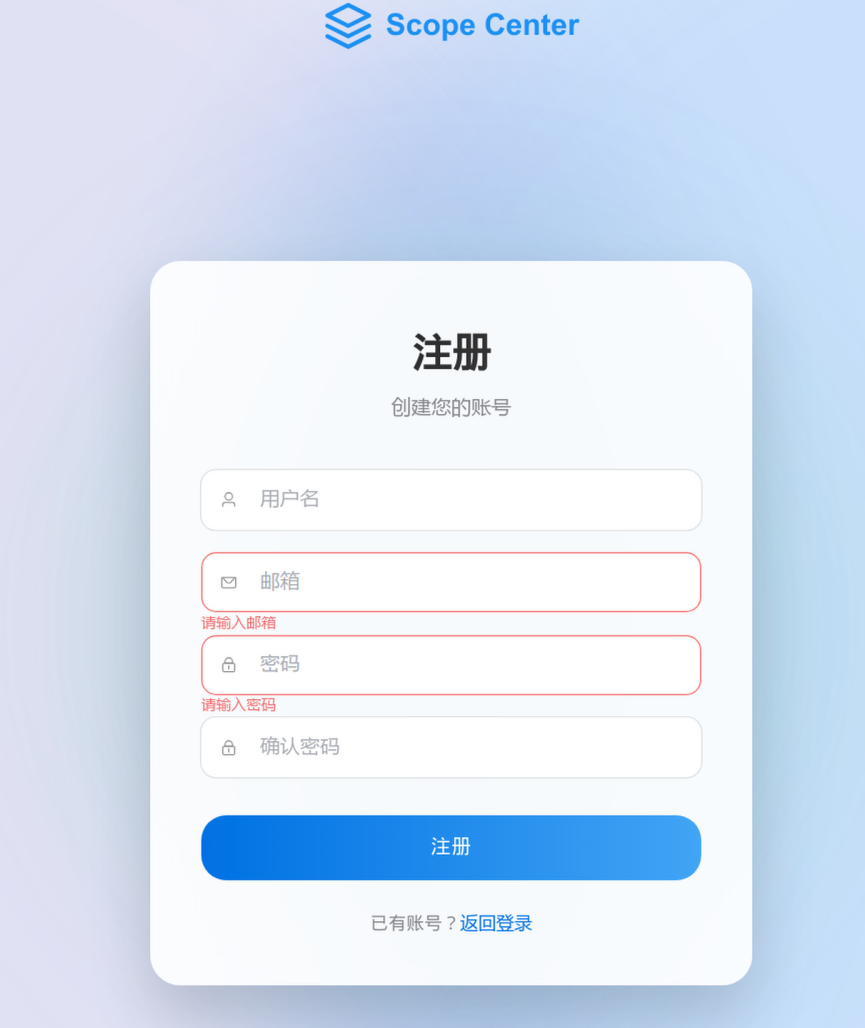 Scope Center
注册
创建您的账号
用户名
邮箱
请输入邮箱
密码
请输入密码
确认密码
注册
已有账号？返回登录